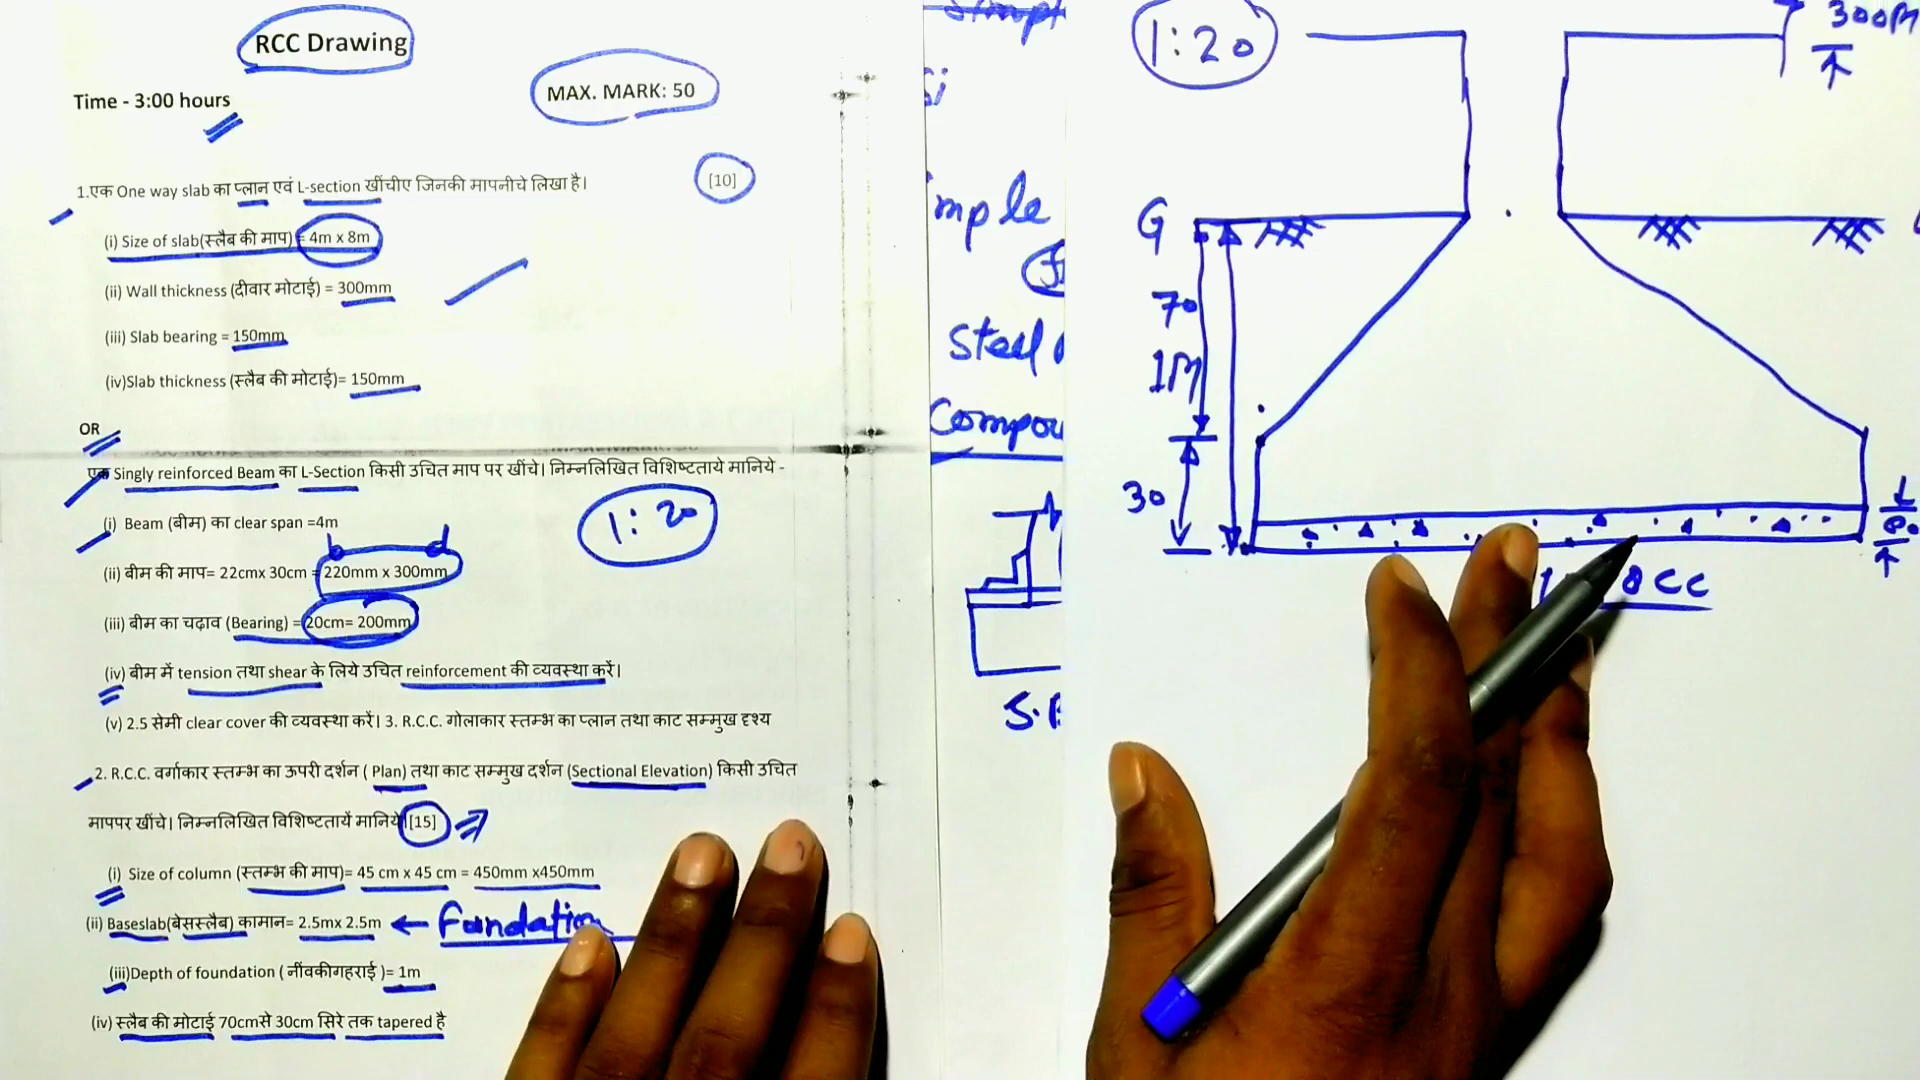 RCC Drawing
MAX. MARK: 50
Time - 3:00 hours
1.एक One way slab का प्लान एवं L-section खींचीए जिनकी मापनीचे लिखा है। [10]
(i) Size of slab(स्लैब की माप) = 4m x 8m
(ii) Wall thickness (दीवार मोटाई) = 300mm
(iii) Slab bearing = 150mm
(iv)Slab thickness (स्लैब की मोटाई)= 150mm
OR
एक Singly reinforced Beam का L-Section किसी उचित माप पर खींचे। निम्नलिखित विशिष्टताये मानिये -
(i) Beam (बीम) का clear span =4m
1:20
(ii) बीम की माप= 22cmx 30cm = 220mm x 300mm
(iii) बीम का चढ़ाव (Bearing) = 20cm= 200mm
(iv) बीम में tension तथा shear के लिये उचित reinforcement की व्यवस्था करें।
(v) 2.5 सेमी clear cover की व्यवस्था करें। 3. R.C.C. गोलाकार स्तम्भ का प्लान तथा काट सम्मुख दृश्य
2. R.C.C. वर्गाकार स्तम्भ का ऊपरी दर्शन ( Plan) तथा काट सम्मुख दर्शन (Sectional Elevation) किसी उचित
मापपर खींचे। निम्नलिखित विशिष्टतायें मानिये।[15]
(i) Size of column (स्तम्भ की माप)= 45 cm x 45 cm = 450mm x450mm
(ii) Baseslab(बेसस्लैब) कामान= 2.5mx 2.5m ← Foundation
(iii)Depth of foundation ( नींवकीगहराई )= 1m
(iv) स्लैब की मोटाई 70cmसे 30cm सिरे तक tapered है
Steel
1:20
300M
G
70
1M
30
CC